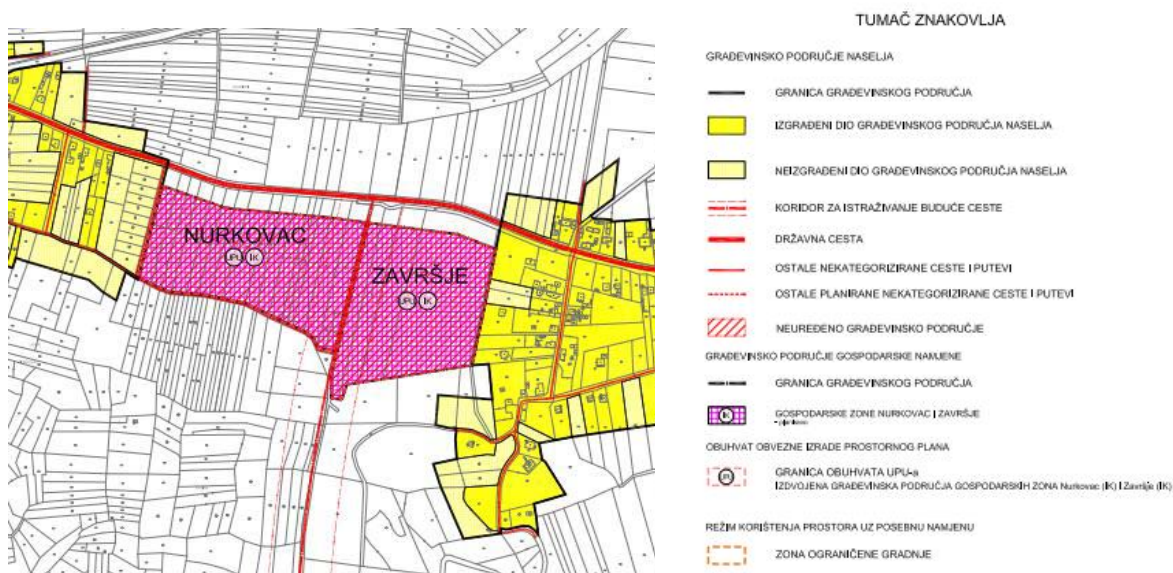 NURKOVAC
UPU IK
ZAVRŠJE
UPU IK
TUMAČ ZNAKOVLJA
GRAĐEVINSKO PODRUČJE NASELJA
GRANICA GRAĐEVINSKOG PODRUČJA
IZGRAĐENI DIO GRAĐEVINSKOG PODRUČJA NASELJA
NEIZGRAĐENI DIO GRAĐEVINSKOG PODRUČJA NASELJA
KORIDOR ZA ISTRAŽIVANJE BUDUĆE CESTE
DRŽAVNA CESTA
OSTALE NEKATEGORIZIRANE CESTE I PUTEVI
OSTALE PLANIRANE NEKATEGORIZIRANE CESTE I PUTEVI
NEUREĐENO GRAĐEVINSKO PODRUČJE
GRAĐEVINSKO PODRUČJE GOSPODARSKE NAMJENE
GRANICA GRAĐEVINSKOG PODRUČJA
IK GOSPODARSKE ZONE NURKOVAC I ZAVRŠJE
- planirano
OBUHVAT OBVEZNE IZRADE PROSTORNOG PLANA
UPU GRANICA OBUHVATA UPU-a
IZDVOJENA GRAĐEVINSKA PODRUČJA GOSPODARSKIH ZONA Nurkovac (IK) I Završje (IK)
REŽIM KORIŠTENJA PROSTORA UZ POSEBNU NAMJENU
ZONA OGRANIČENE GRADNJE